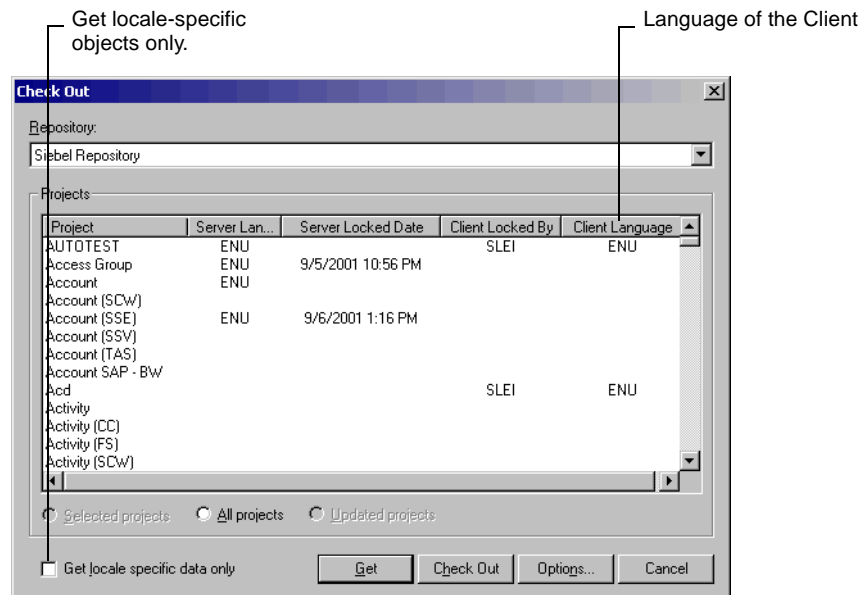 Get locale-specific
objects only.
Language of the Client
Check Out
Repository:
Siebel Repository
Projects
Project Server Lan... Server Locked Date Client Locked By Client Language
AUTOTEST ENU SLEI ENU
Access Group ENU 9/5/2001 10:56 PM
Account ENU
Account (SCW)
Account (SSE) ENU 9/6/2001 1:16 PM
Account (SSV)
Account (TAS)
Account SAP - BW
Acd SLEI ENU
Activity
Activity (CC)
Activity (FS)
Activity (SCW)
Selected projects All projects Updated projects
Get locale specific data only Get Check Out Options... Cancel